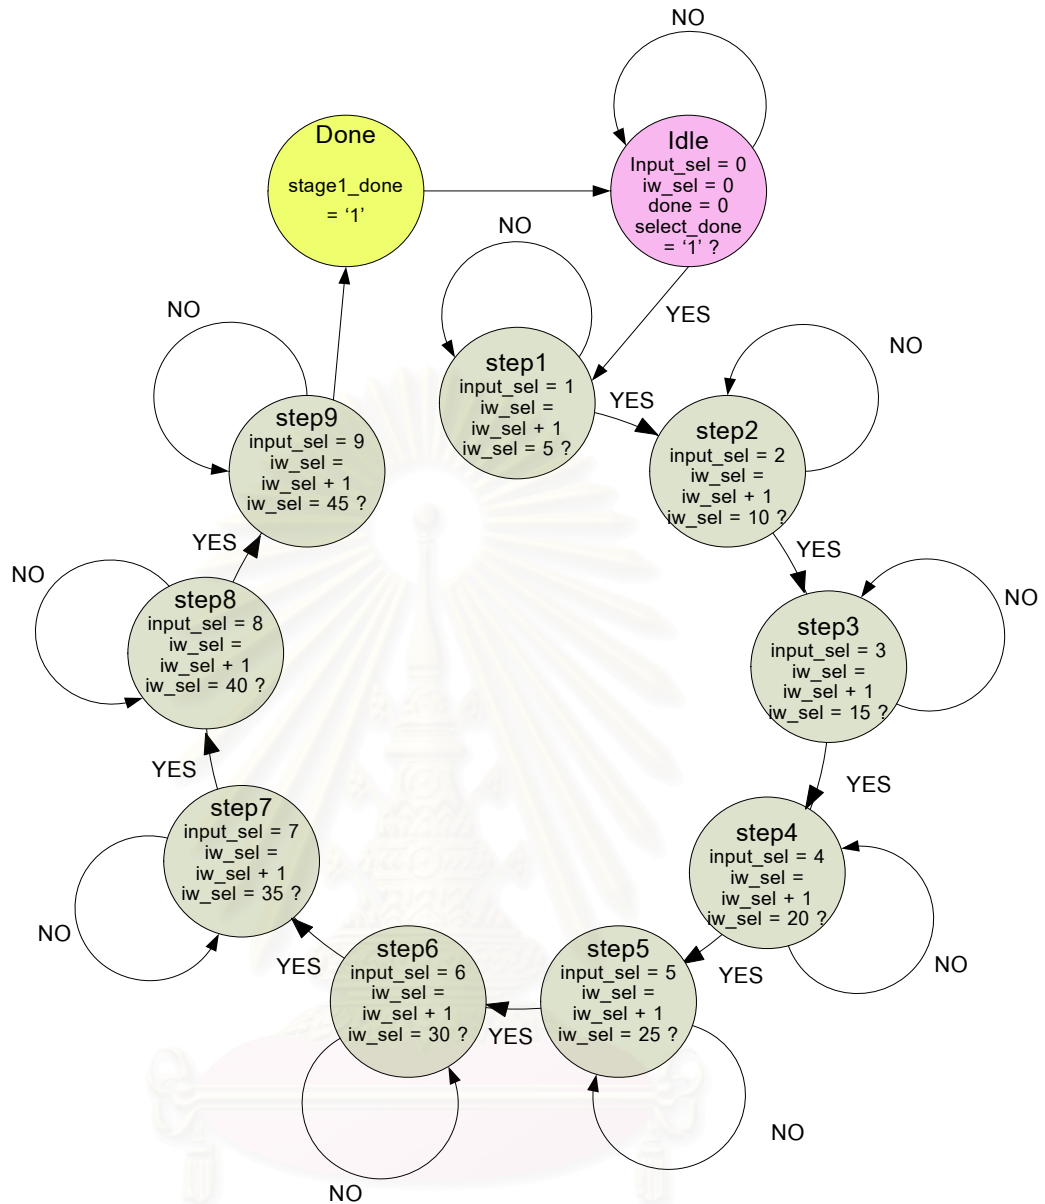 NO
Idle
Input_sel = 0
iw_sel = 0
done = 0
select_done
= ‘1’ ?
YES
Done
stage1_done
= ‘1’
NO
step1
input_sel = 1
iw_sel =
iw_sel + 1
iw_sel = 5 ?
YES
NO
step2
input_sel = 2
iw_sel =
iw_sel + 1
iw_sel = 10 ?
YES
NO
step3
input_sel = 3
iw_sel =
iw_sel + 1
iw_sel = 15 ?
YES
step4
input_sel = 4
iw_sel =
iw_sel + 1
iw_sel = 20 ?
NO
YES
step5
input_sel = 5
iw_sel =
iw_sel + 1
iw_sel = 25 ?
NO
YES
step6
input_sel = 6
iw_sel =
iw_sel + 1
iw_sel = 30 ?
NO
YES
step7
input_sel = 7
iw_sel =
iw_sel + 1
iw_sel = 35 ?
NO
YES
step8
input_sel = 8
iw_sel =
iw_sel + 1
iw_sel = 40 ?
NO
YES
step9
input_sel = 9
iw_sel =
iw_sel + 1
iw_sel = 45 ?
NO